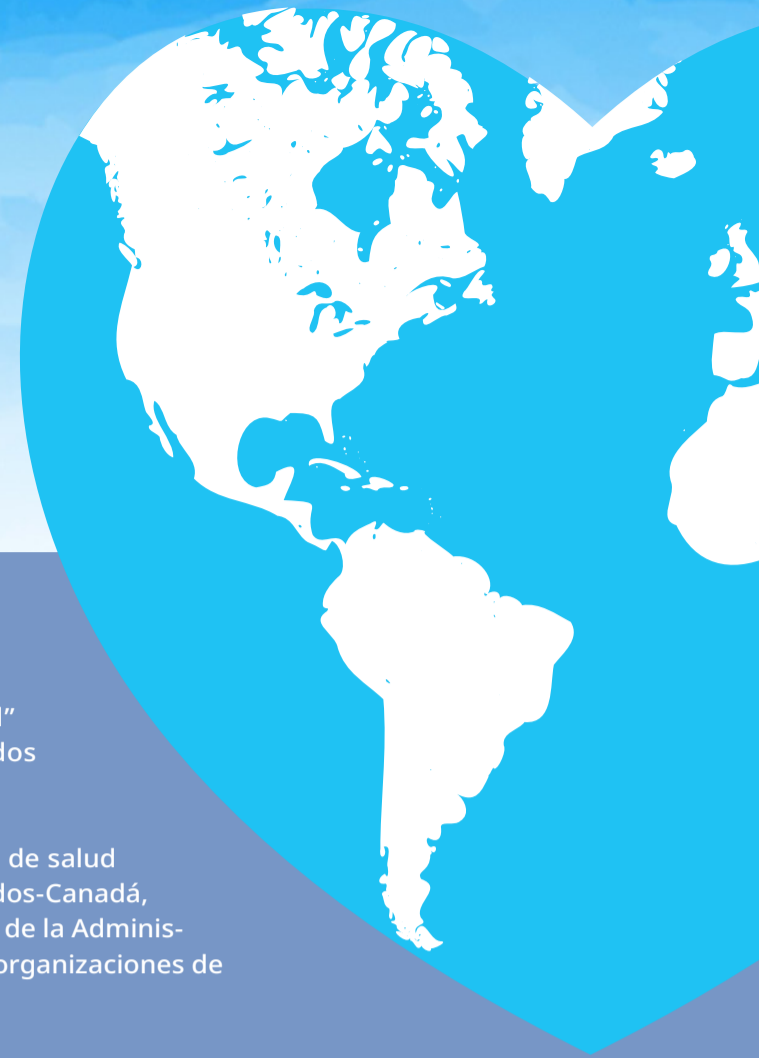 ”
dos
de salud
dos-Canadá,
de la Adminis-
organizaciones de